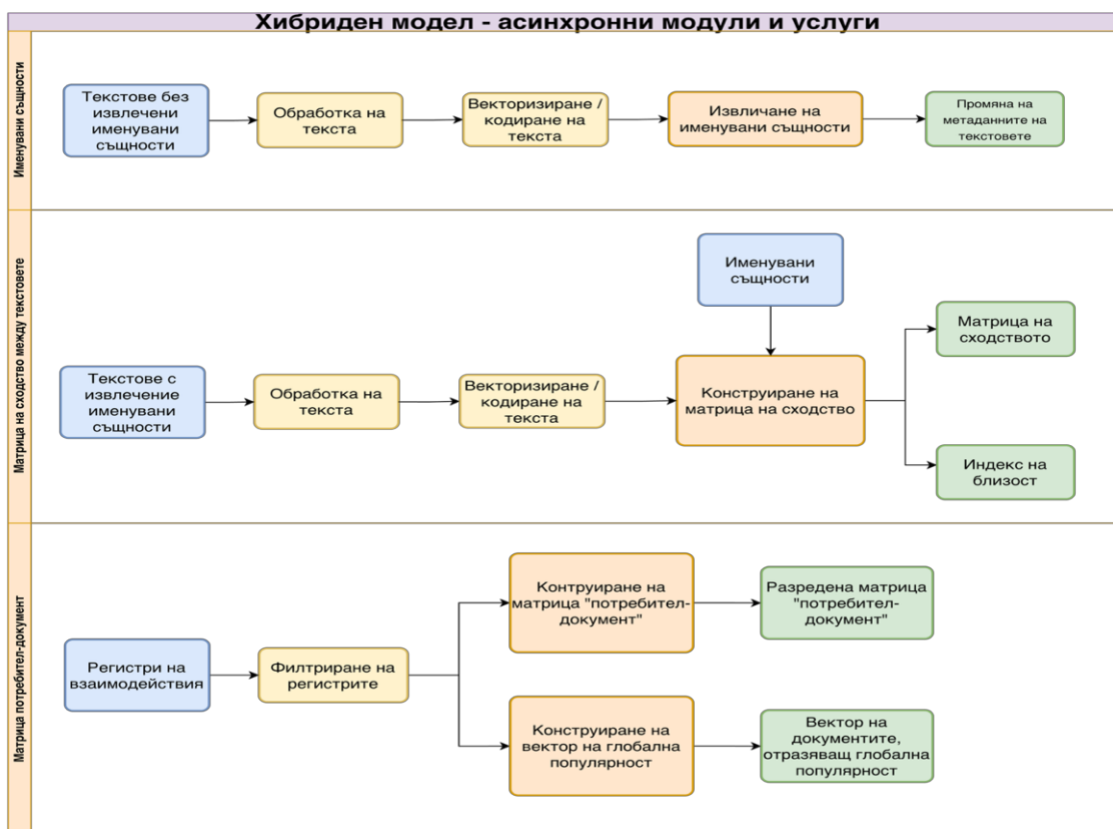 Хибриден модел - асинхронни модули и услуги
Именувани същности
Текстове без
извлечени
именувани
същности
Обработка на
текста
Векторизиране /
кодиране на
текста
Извличане на
именувани същности
Промяна на
метаданните на
текстовете
Матрица на сходство между текстовете
Именувани
същности
Текстове с
извлечение
именувани
същности
Обработка на
текста
Векторизиране /
кодиране на
текста
Конструиране на
матрица на сходство
Матрица на
сходството
Индекс на
близост
Матрица потребител-документ
Регистри на
взаимодействия
Филтриране на
регистрите
Контруиране на
матрица "потребител-
документ"
Разредена матрица
"потребител-
документ"
Конструиране на
вектор на глобална
популярност
Вектор на
документите,
отразяващ глобална
популярност